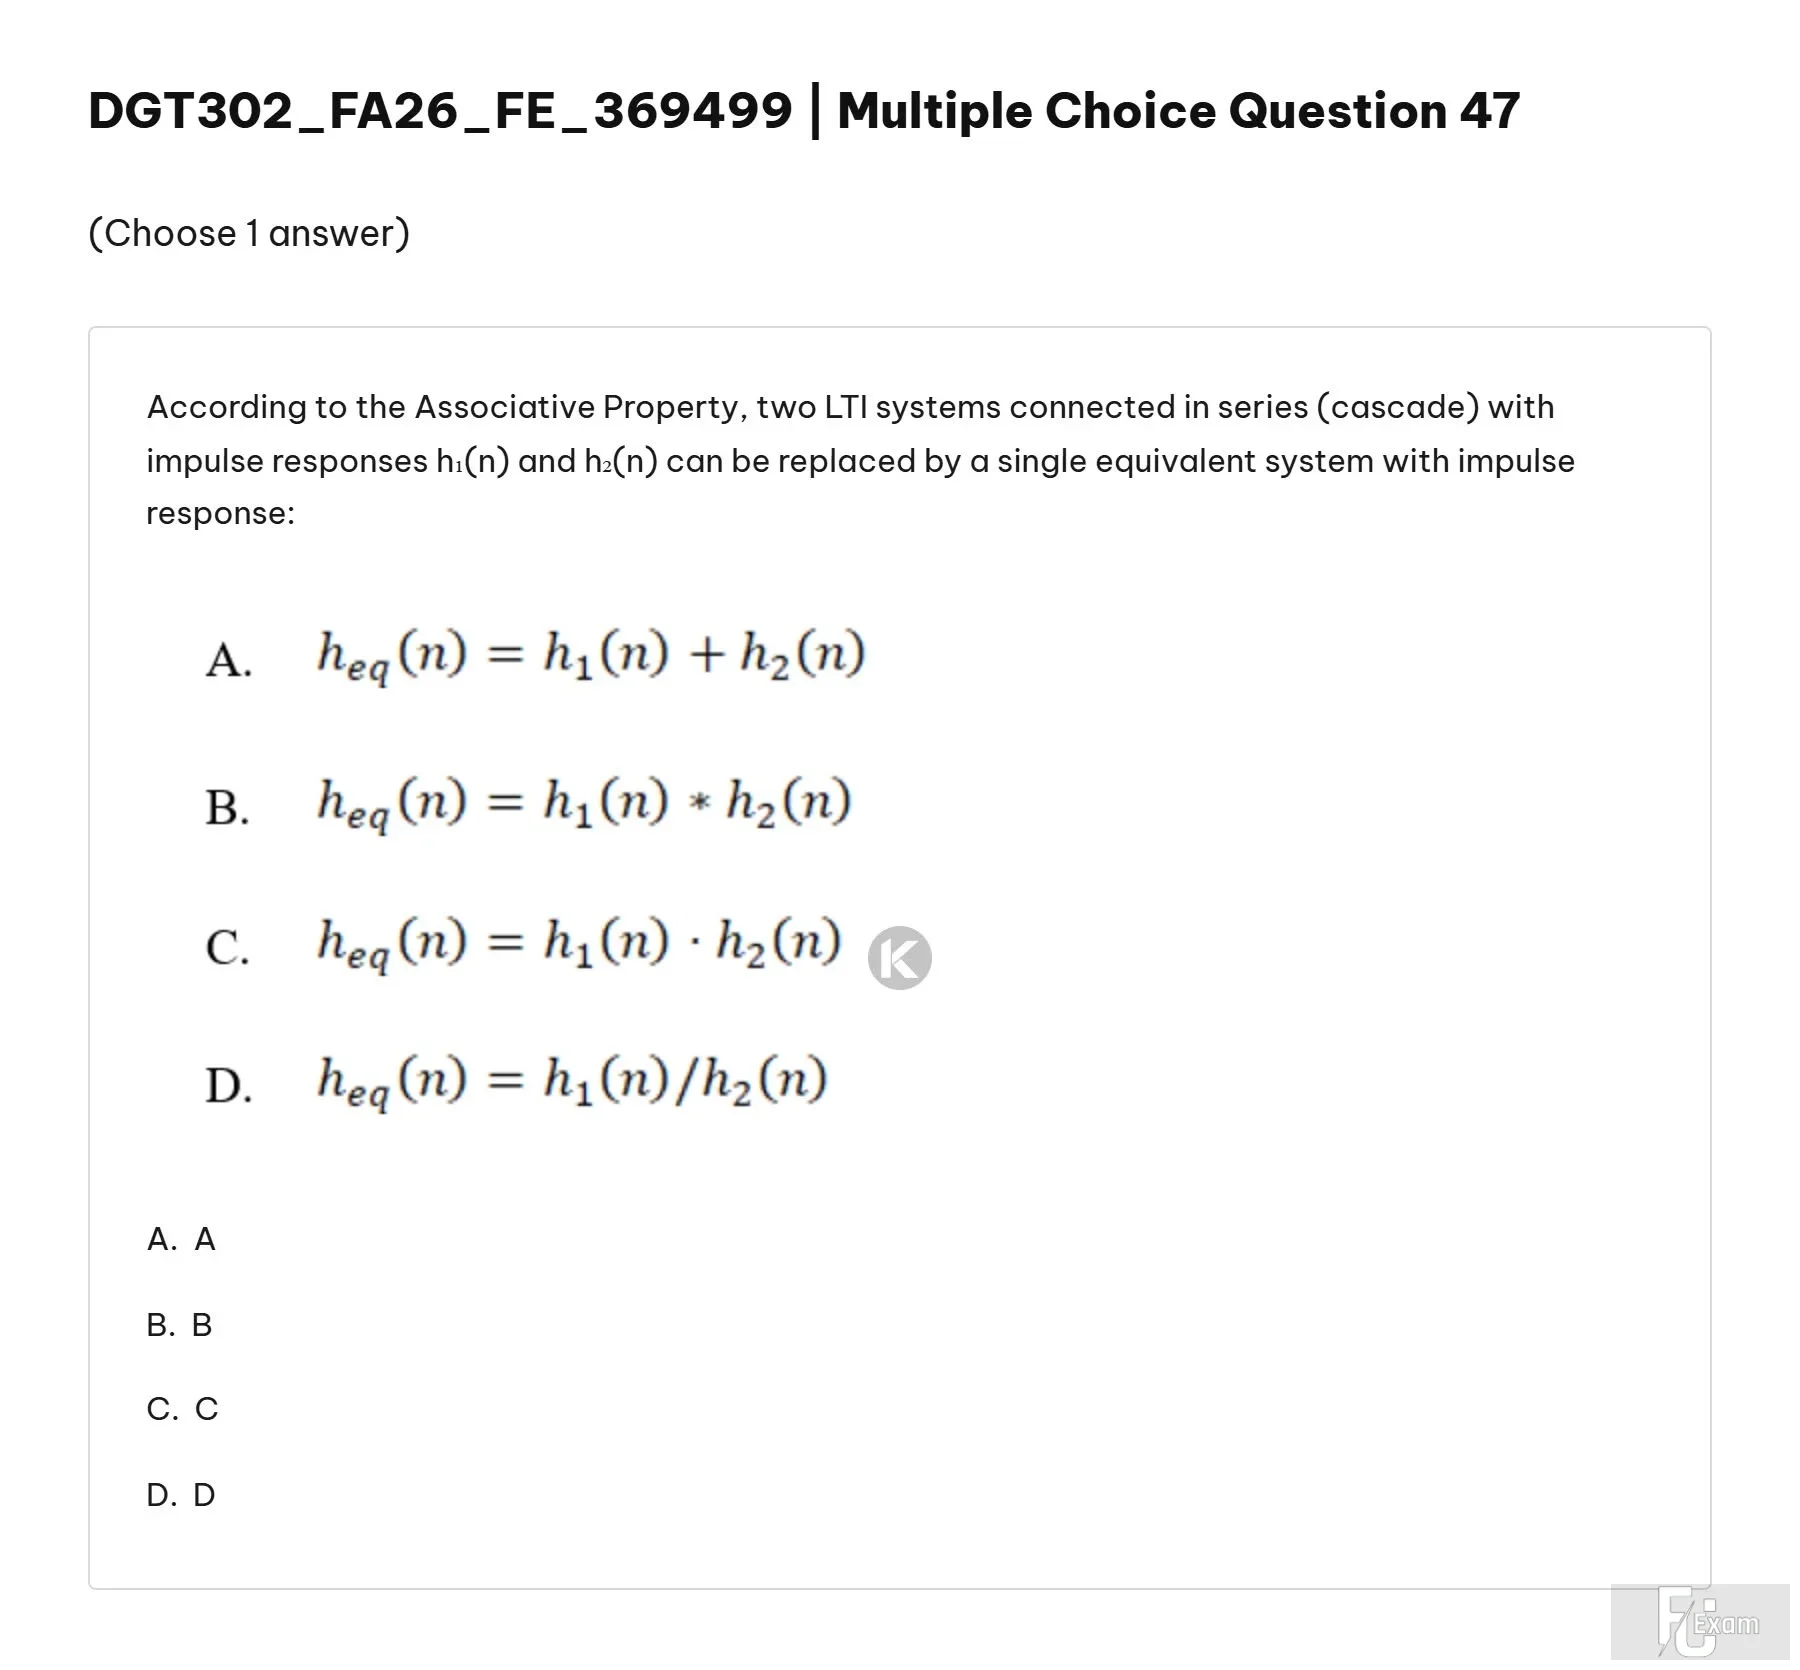 DGT302_FA26_FE_369499 | Multiple Choice Question 47
(Choose 1 answer)
According to the Associative Property, two LTI systems connected in series (cascade) with
impulse responses h₁(n) and h₂(n) can be replaced by a single equivalent system with impulse
response:
A. h_eq(n) = h₁(n) + h₂(n)
B. h_eq(n) = h₁(n) * h₂(n)
C. h_eq(n) = h₁(n) · h₂(n)
K
D. h_eq(n) = h₁(n)/h₂(n)
A. A
B. B
C. C
D. D
FC Exam